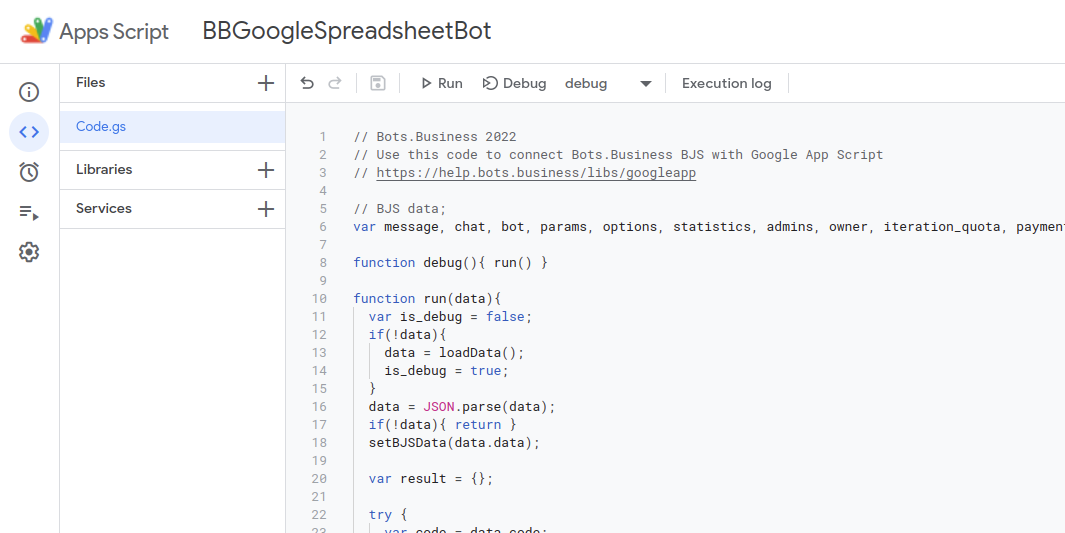 Apps Script BBGoogleSpreadsheetBot
Files
Code.gs
Libraries
Services
Run Debug debug Execution log
1 // Bots.Business 2022
2 // Use this code to connect Bots.Business BJS with Google App Script
3 // https://help.bots.business/libs/googleapp
4
5 // BJS data;
6 var message, chat, bot, params, options, statistics, admins, owner, iteration_quota, paymen
7
8 function debug(){ run() }
9
10 function run(data){
11 var is_debug = false;
12 if(!data){
13 data = loadData();
14 is_debug = true;
15 }
16 data = JSON.parse(data);
17 if(!data){ return }
18 setBJSData(data.data);
19
20 var result = {};
21
22 try {
23 var code = data.code;